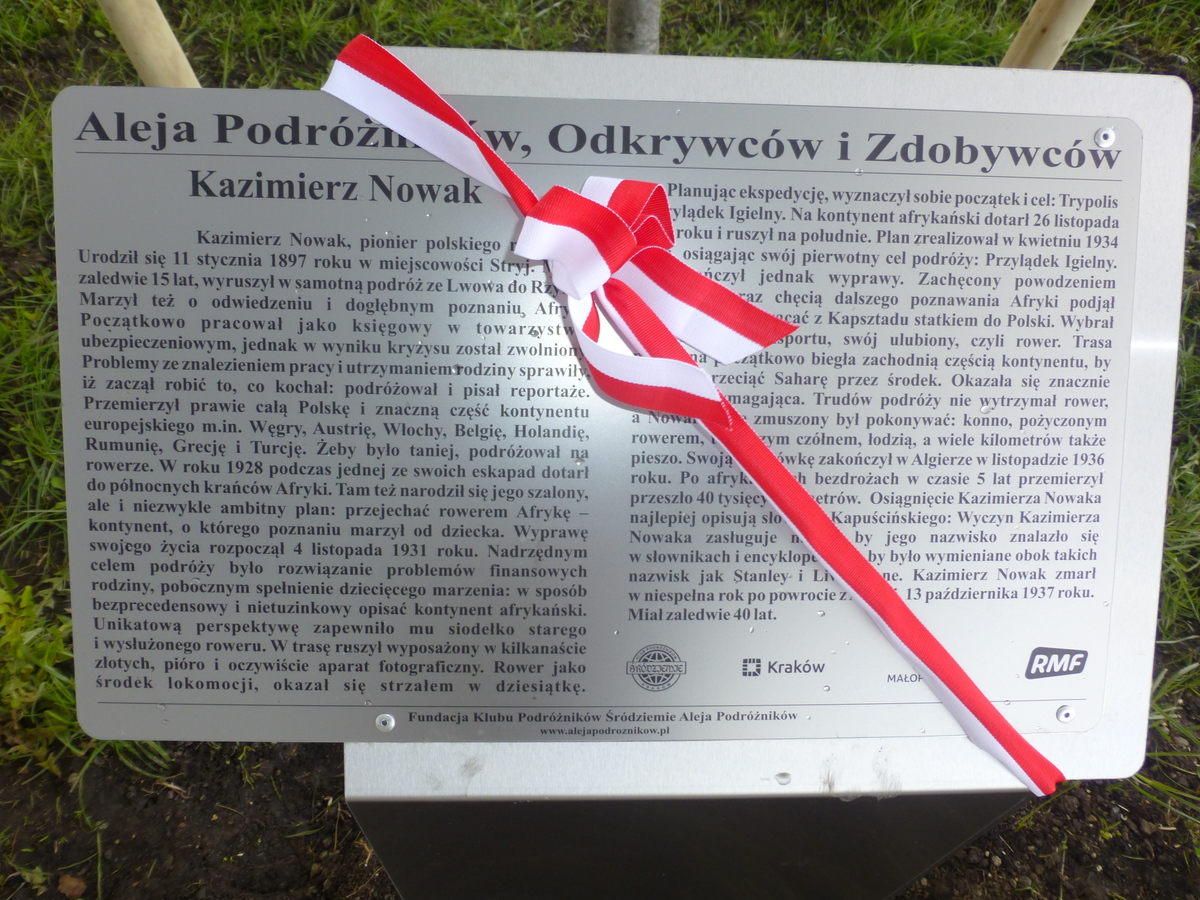 Aleja Podróżników, Odkrywców i Zdobywców
Kazimierz Nowak
Kazimierz Nowak, pionier polskiego
Urodził się 11 stycznia 1897 roku w miejscowości Stryj.
zaledwie 15 lat, wyruszył w samotną podróż ze Lwowa do
Marzył też o odwiedzeniu i dogłębnym poznaniu
Początkowo pracował jako księgowy w towarzystwie
ubezpieczeniowym, jednak w wyniku kryzysu został zwolniony.
Problemy ze znalezieniem pracy i utrzymaniem rodziny sprawiły,
iż zaczął robić to, co kochał: podróżował i pisał reportaże.
Przemierzył prawie całą Polskę i znaczną część kontynentu
europejskiego m.in. Węgry, Austrię, Włochy, Belgię, Holandię,
Rumunię, Grecję i Turcję. Żeby było taniej, podróżował na
rowerze. W roku 1928 podczas jednej ze swoich eskapad dotarł
do północnych krańców Afryki. Tam też narodził się jego szalony,
ale i niezwykle ambitny plan: przejechać rowerem Afrykę –
kontynent, o którego poznaniu marzył od dziecka. Wyprawę
swojego życia rozpoczął 4 listopada 1931 roku. Nadrzędnym
celem podróży było rozwiązanie problemów finansowych
rodziny, pobocznym spełnienie dziecięcego marzenia: w sposób
bezprecedensowy i nietuzinkowy opisać kontynent afrykański.
Unikatową perspektywę zapewniło mu siodełko starego
i wysłużonego roweru. W trasę ruszył wyposażony w kilkanaście
złotych, pióro i oczywiście aparat fotograficzny. Rower jako
środek lokomocji, okazał się strzałem w dziesiątkę.
Planując ekspedycję, wyznaczył sobie początek i cel: Trypolis
Przylądek Igielny. Na kontynent afrykański dotarł 26 listopada
roku i ruszył na południe. Plan zrealizował w kwietniu 1934
osiągając swój pierwotny cel podróży: Przylądek Igielny.
jednak wyprawy. Zachęcony powodzeniem
oraz chęcią dalszego poznawania Afryki podjął
z Kapsztadu statkiem do Polski. Wybrał
swój ulubiony, czyli rower. Trasa
początkowo biegła zachodnią częścią kontynentu, by
przeciąć Saharę przez środek. Okazała się znacznie
Trudów podróży nie wytrzymał rower,
a Nowak zmuszony był pokonywać: konno, pożyczonym
rowerem, czółnem, łodzią, a wiele kilometrów także
pieszo. Swoją zakończył w Algierze w listopadzie 1936
roku. Po bezdrożach w czasie 5 lat przemierzył
przeszło 40 tysięcy kilometrów. Osiągnięcie Kazimierza Nowaka
najlepiej opisują słowa Kapuścińskiego: Wyczyn Kazimierza
Nowaka zasługuje by jego nazwisko znalazło się
w słownikach i by było wymieniane obok takich
nazwisk jak Stanley i Livingstone. Kazimierz Nowak zmarł
w niespełna rok po powrocie z 13 października 1937 roku.
Miał zaledwie 40 lat.
ŚRÓDZIEMIE
Kraków
RMF
Fundacja Klubu Podróżników Śródziemie Aleja Podróżników
www.alejapodroznikow.pl